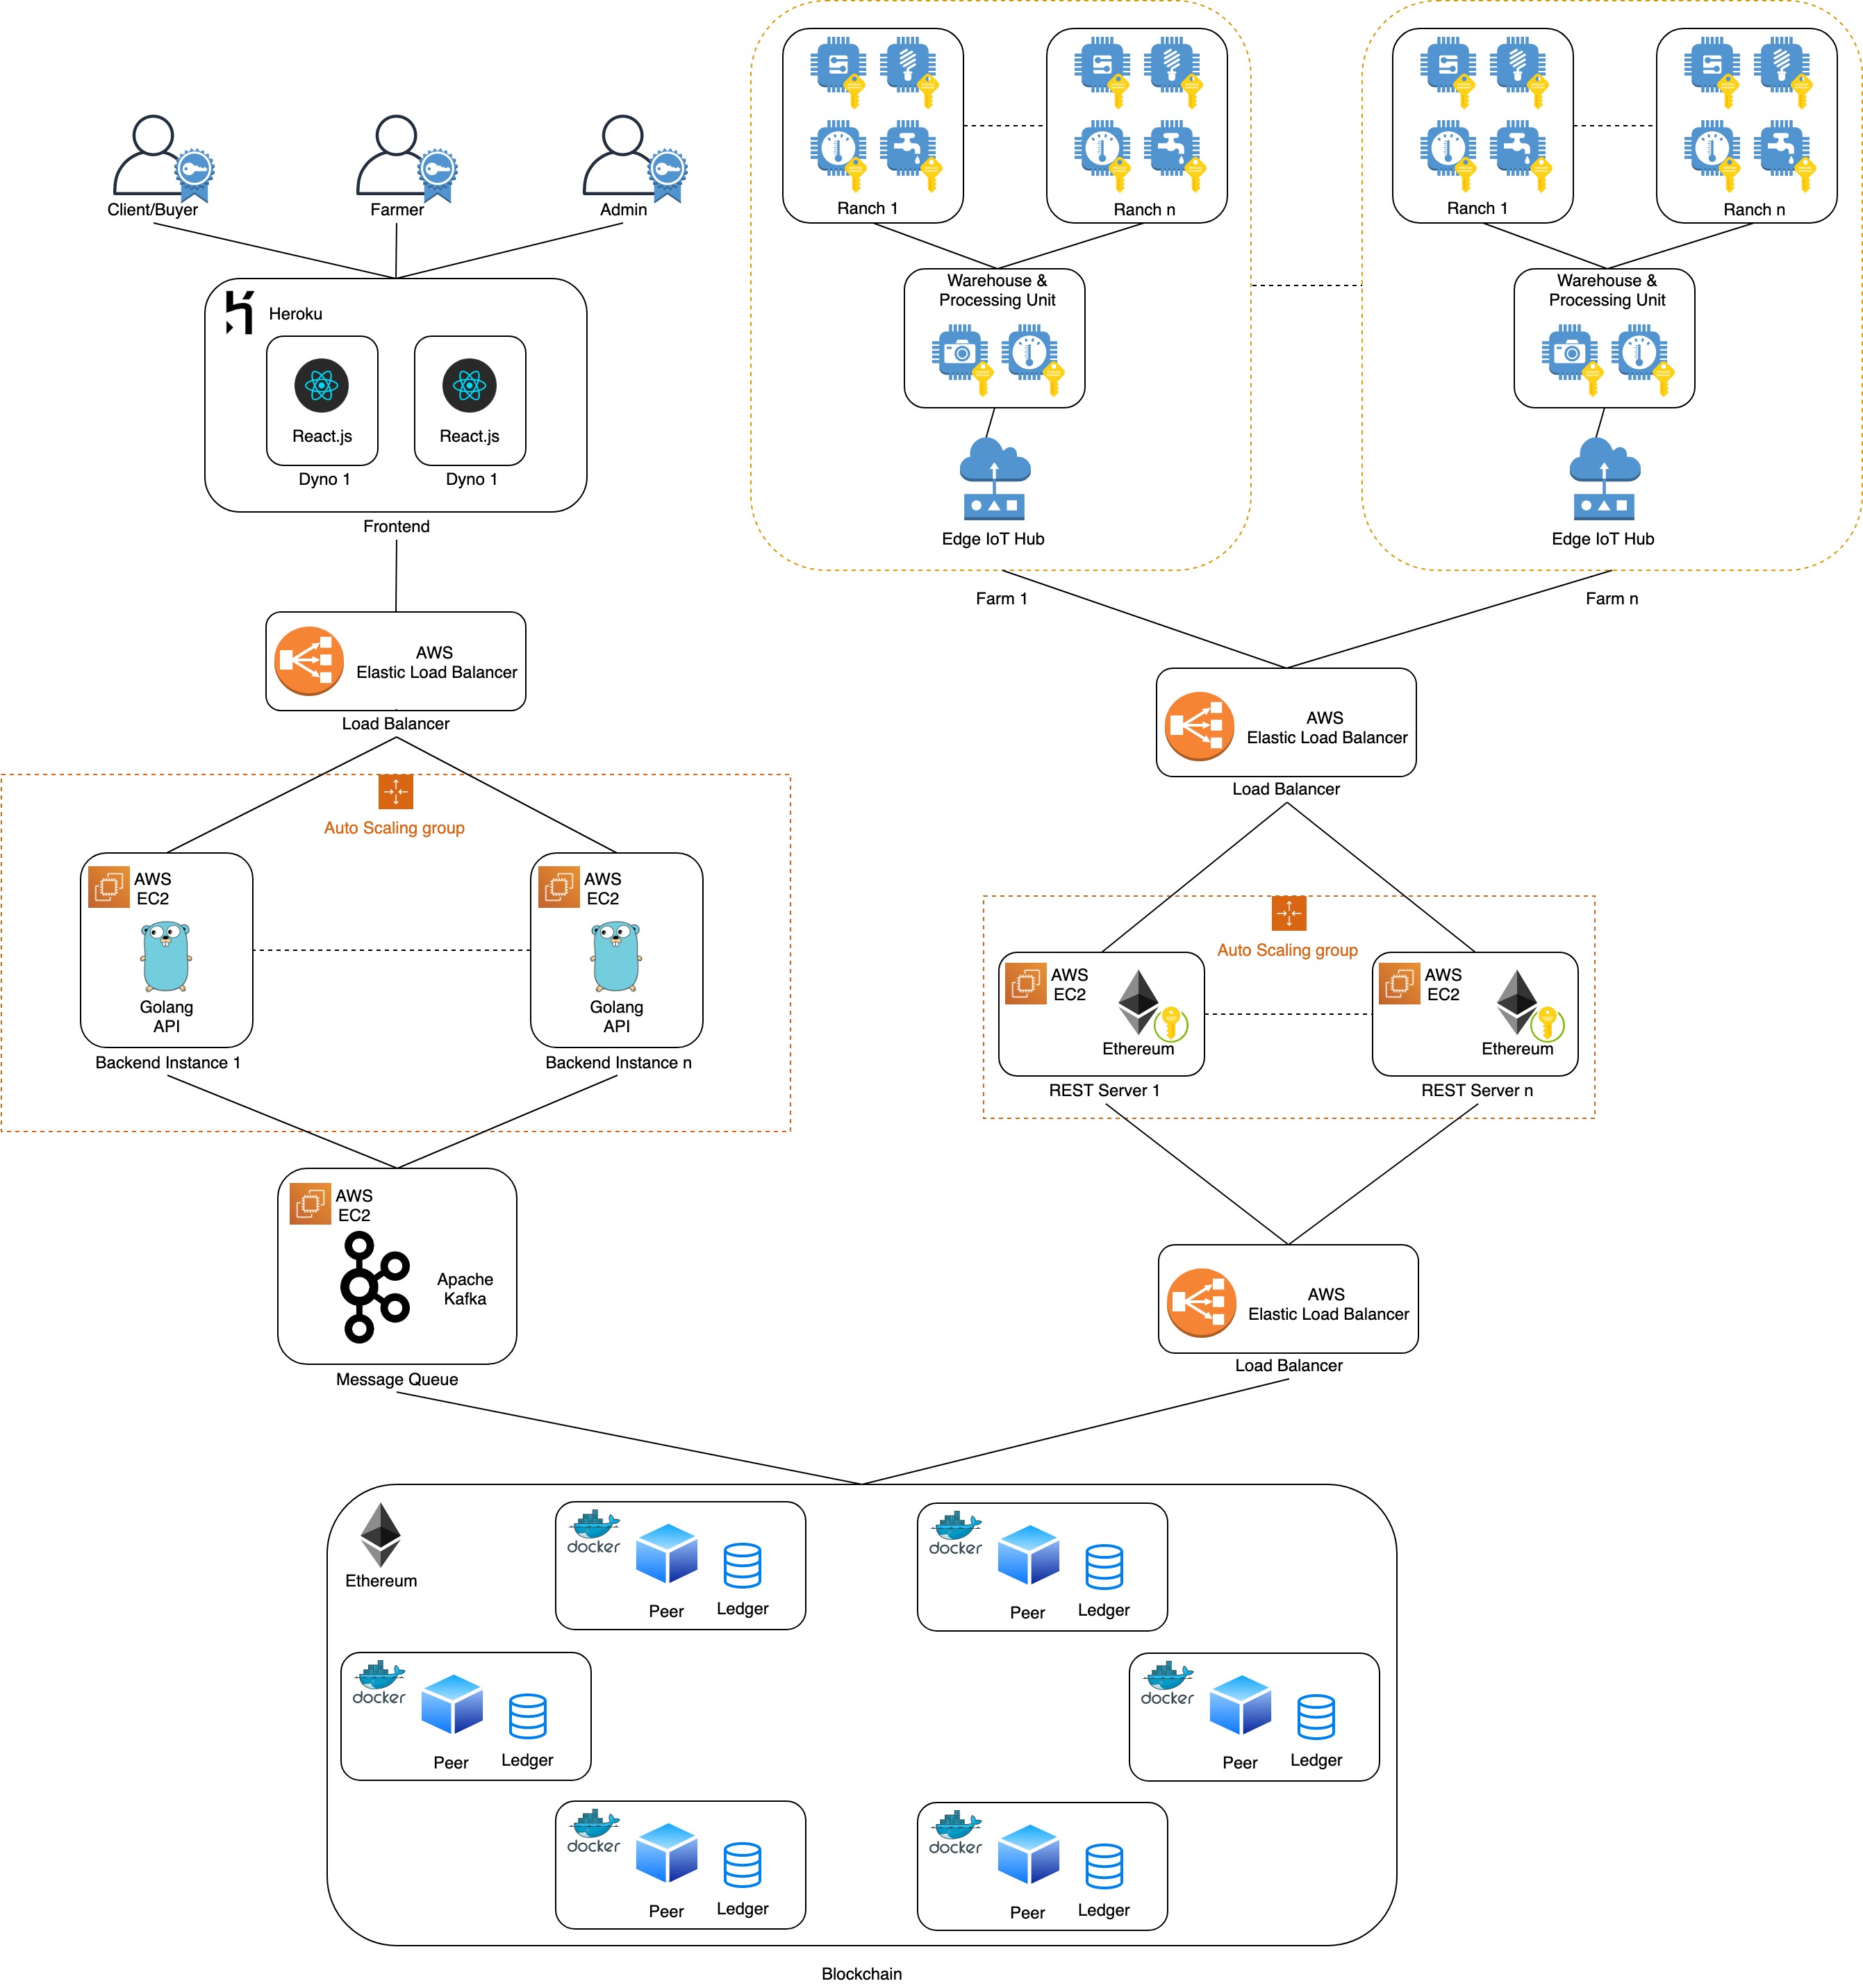 Client/Buyer
Farmer
Admin
Heroku
React.js
React.js
Dyno 1
Dyno 1
Frontend
AWS
Elastic Load Balancer
Load Balancer
Auto Scaling group
AWS
EC2
Golang
API
Backend Instance 1
AWS
EC2
Golang
API
Backend Instance n
AWS
EC2
Apache
Kafka
Message Queue
Ranch 1
Ranch n
Warehouse &
Processing Unit
Edge IoT Hub
Farm 1
Ranch 1
Ranch n
Warehouse &
Processing Unit
Edge IoT Hub
Farm n
AWS
Elastic Load Balancer
Load Balancer
Auto Scaling group
AWS
EC2
Ethereum
REST Server 1
AWS
EC2
Ethereum
REST Server n
AWS
Elastic Load Balancer
Load Balancer
Ethereum
docker
Peer
Ledger
docker
Peer
Ledger
docker
Peer
Ledger
docker
Peer
Ledger
docker
Peer
Ledger
docker
Peer
Ledger
Blockchain